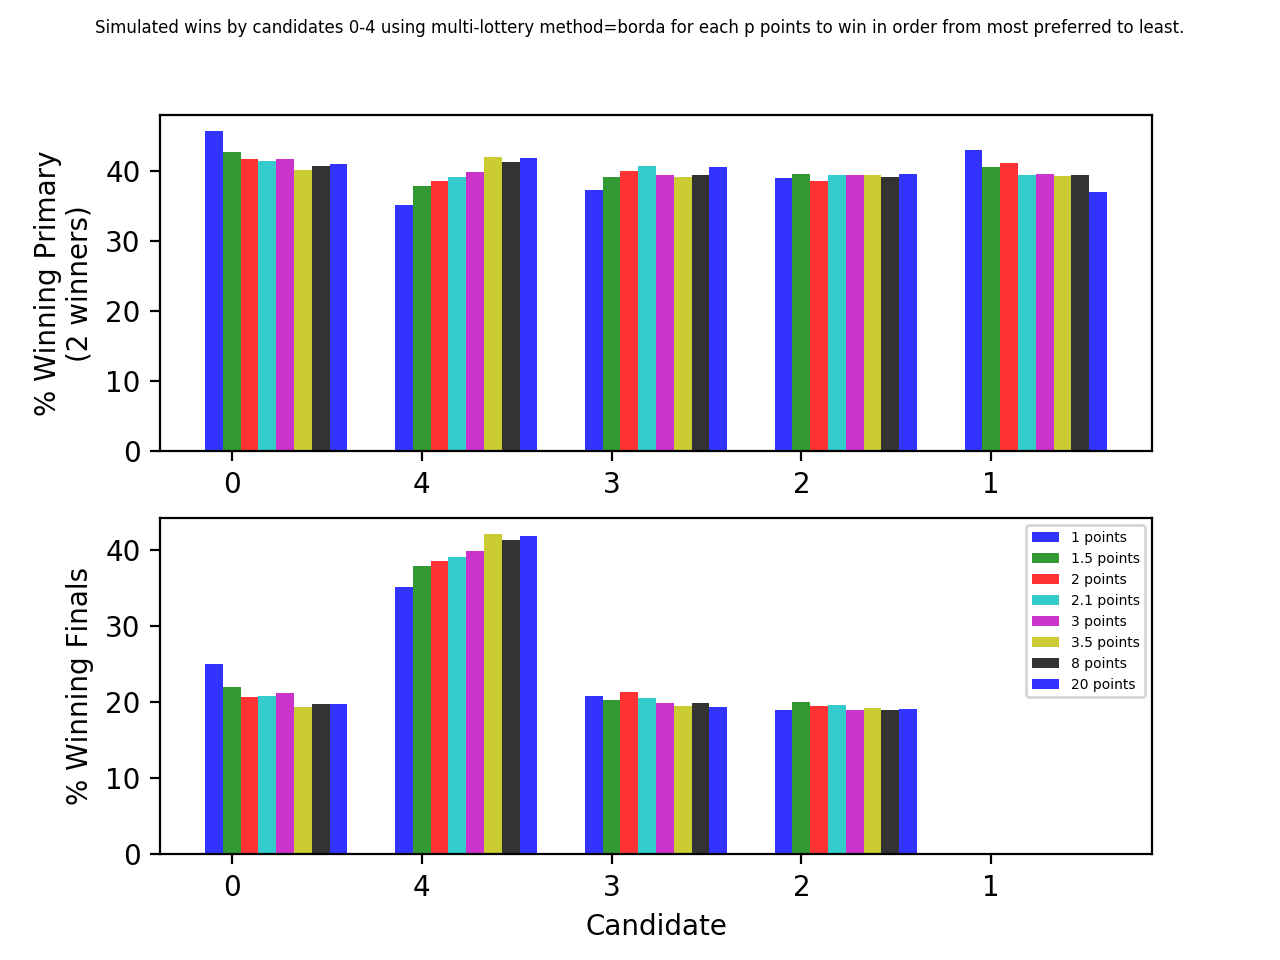 Simulated wins by candidates 0-4 using multi-lottery method=borda for each p points to win in order from most preferred to least.
% Winning Primary
(2 winners)
40
30
20
10
0
0 4 3 2 1
% Winning Finals
40
30
20
10
0
1 points
1.5 points
2 points
2.1 points
3 points
3.5 points
8 points
20 points
0 4 3 2 1
Candidate